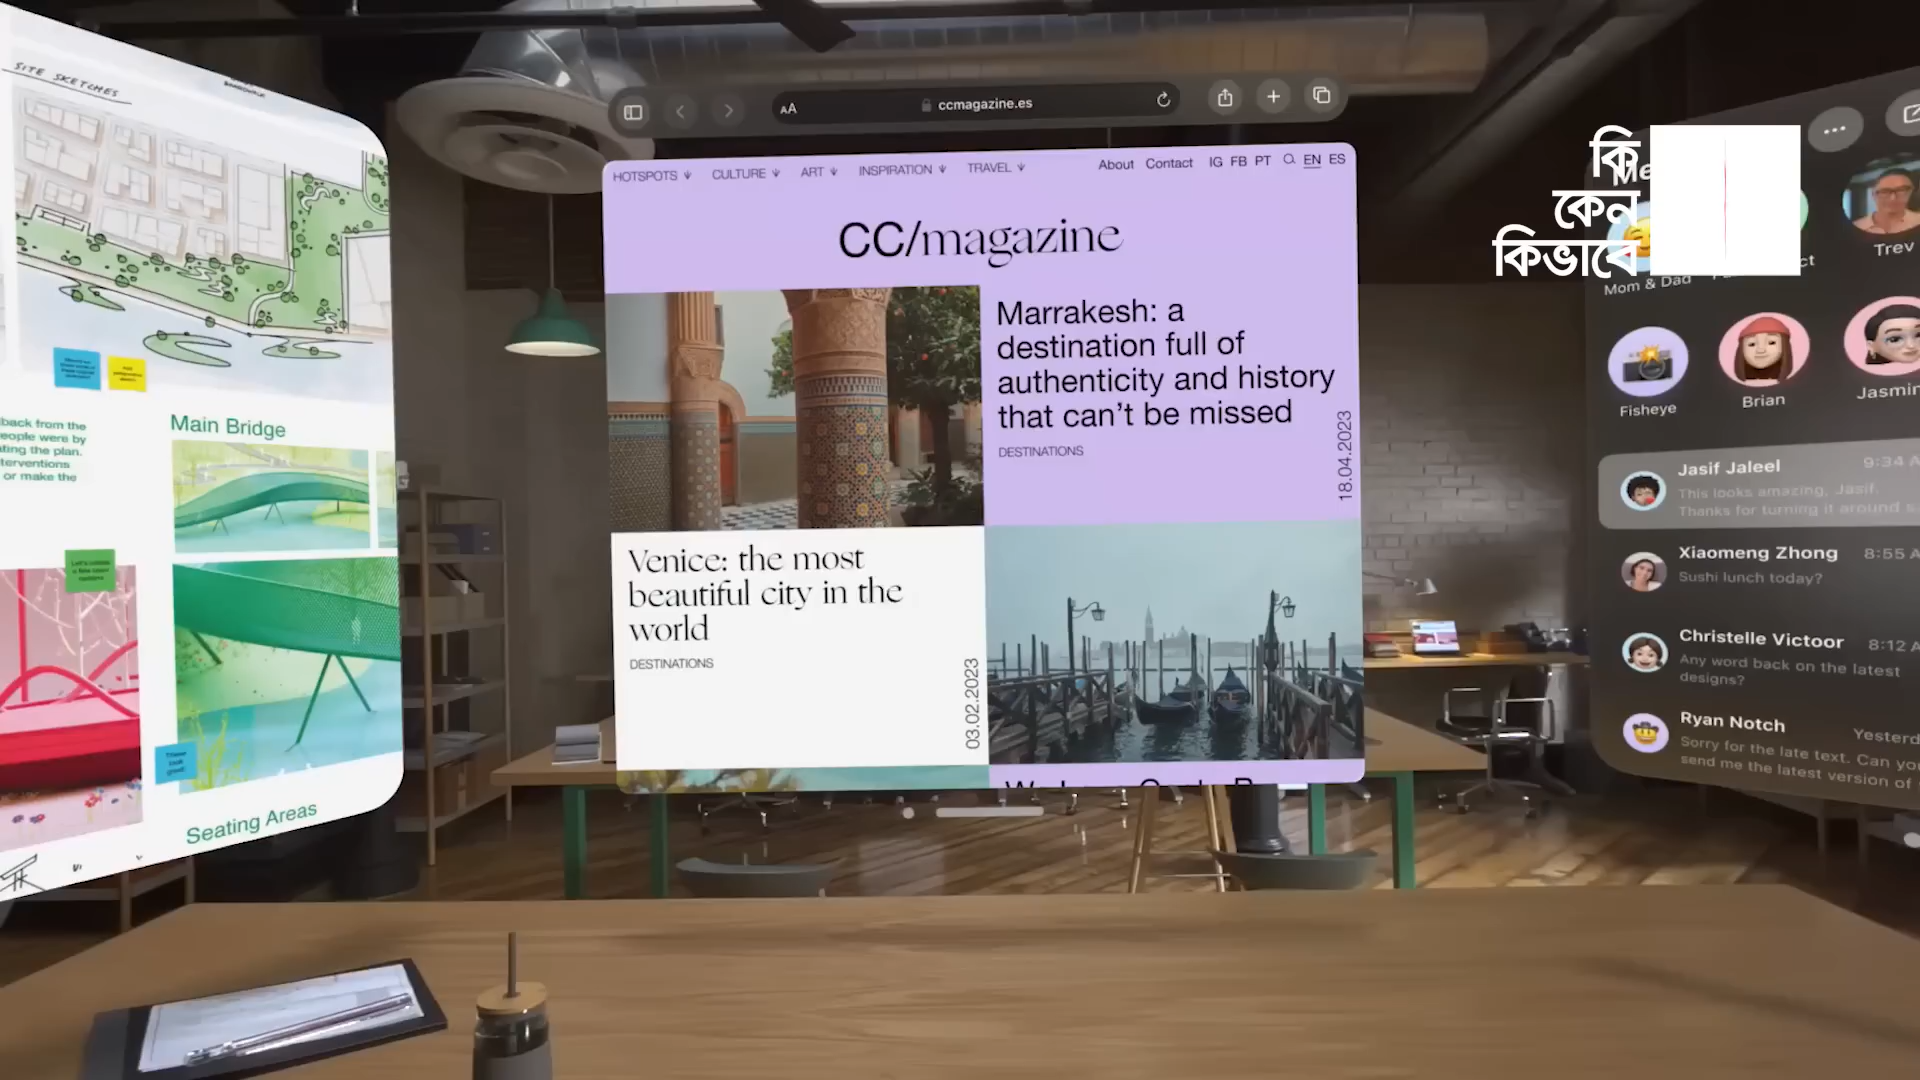 SITE SKETCHES
back from the
eople were by
ting the plan.
terventions
or make the
Main Bridge
Seating Areas
AA
ccmagazine.es
HOTSPOTS
CULTURE
ART
INSPIRATION
TRAVEL
About Contact IG FB PT EN ES
CC/magazine
Marrakesh: a
destination full of
authenticity and history
that can't be missed
DESTINATIONS
18.04.2023
Venice: the most
beautiful city in the
world
DESTINATIONS
03.02.2023
কি
কেন
কিভাবে
Me
Mom & Dad
Trev
Fisheye
Brian
Jasmin
Jasif Jaleel 9:34 A
This looks amazing, Jasif.
Thanks for turning it around s
Xiaomeng Zhong 8:55 A
Sushi lunch today?
Christelle Victoor 8:12 A
Any word back on the latest
designs?
Ryan Notch Yesterd
Sorry for the late text. Can you
send me the latest version of